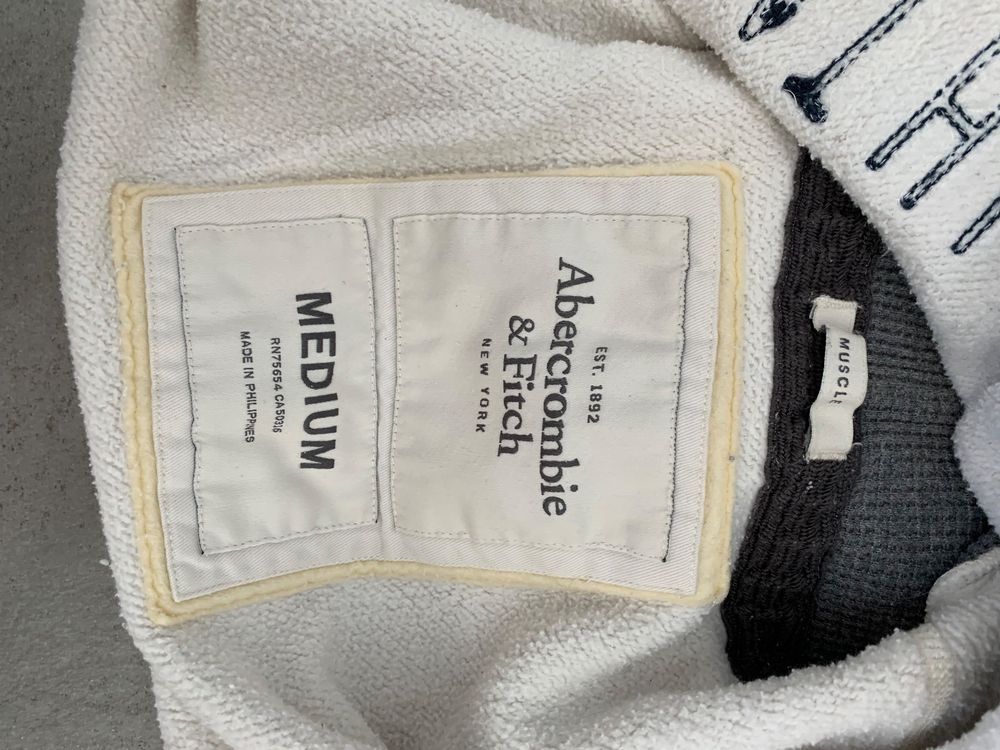 EST. 1892
Abercrombie
& Fitch
NEW YORK
MEDIUM
RN75654 CA50316
MADE IN PHILIPPINES
MUSCLE